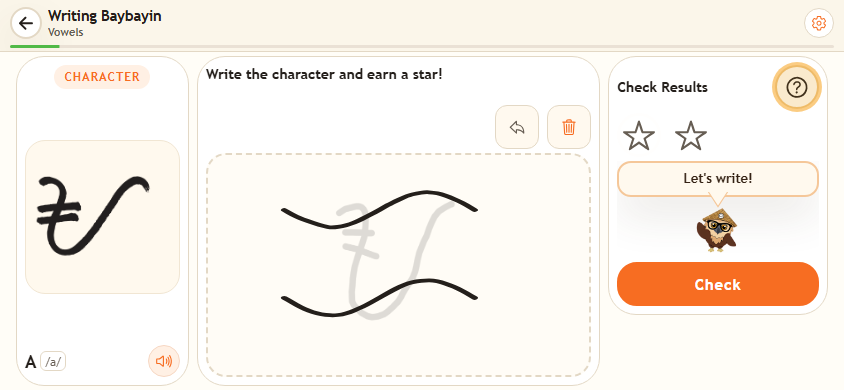 Writing Baybayin
Vowels
CHARACTER
ᜀ
A /a/
Write the character and earn a star!
ᜁ
Check Results
?
Let's write!
Check